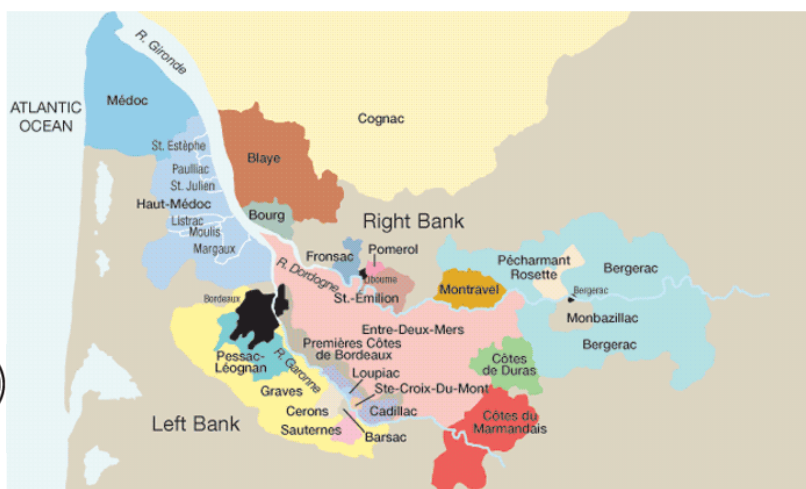 R. Gironde
Médoc
ATLANTIC
OCEAN
Cognac
St. Estèphe
Paulliac
St. Julien
Haut-Médoc
Listrac
Moulis
Margaux
Blaye
Bourg
Right Bank
Fronsac
Pomerol
Libourne
St.-Émilion
R. Dordogne
Pécharmant
Rosette
Bergerac
Montravel
Bergerac
Monbazillac
Bergerac
Bordeaux
Entre-Deux-Mers
Premières Côtes
de Bordeaux
Pessac-
Léognan
R. Garonne
Loupiac
Ste-Croix-Du-Mont
Côtes
de Duras
Graves
Cerons
Cadillac
Côtes du
Marmandais
Left Bank
Sauternes
Barsac